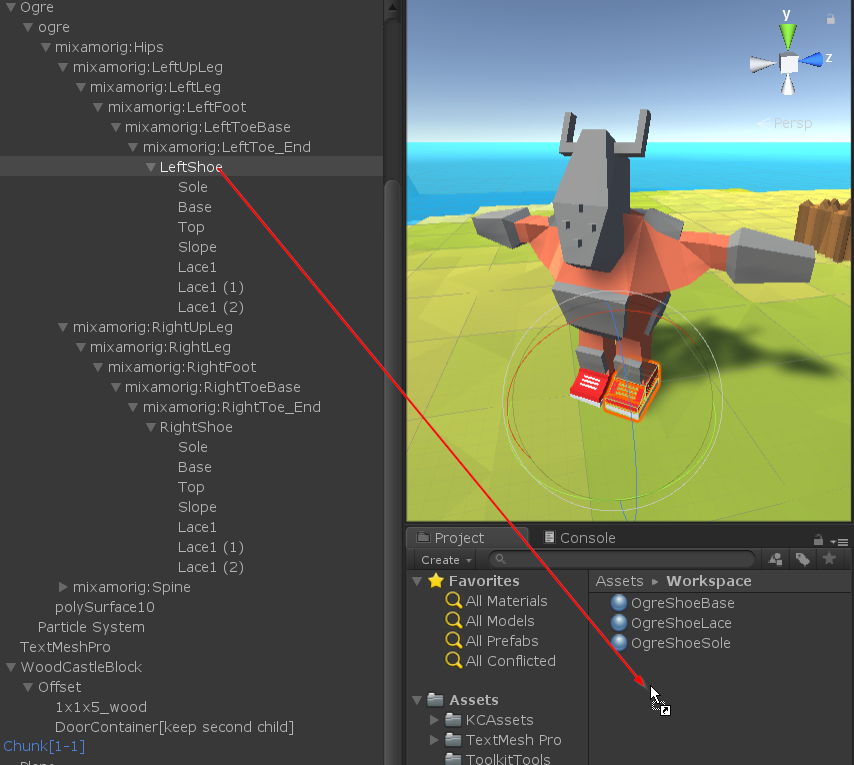 Ogre
ogre
mixamorig:Hips
mixamorig:LeftUpLeg
mixamorig:LeftLeg
mixamorig:LeftFoot
mixamorig:LeftToeBase
mixamorig:LeftToe_End
LeftShoe
Sole
Base
Top
Slope
Lace1
Lace1 (1)
Lace1 (2)
mixamorig:RightUpLeg
mixamorig:RightLeg
mixamorig:RightFoot
mixamorig:RightToeBase
mixamorig:RightToe_End
RightShoe
Sole
Base
Top
Slope
Lace1
Lace1 (1)
Lace1 (2)
mixamorig:Spine
polySurface10
Particle System
TextMeshPro
WoodCastleBlock
Offset
1x1x5_wood
DoorContainer[keep second child]
Chunk[1-1]
y
z
Persp
Project
Console
Create
Favorites
All Materials
All Models
All Prefabs
All Conflicted
Assets
KCAssets
TextMesh Pro
ToolkitTools
Assets ▸ Workspace
OgreShoeBase
OgreShoeLace
OgreShoeSole